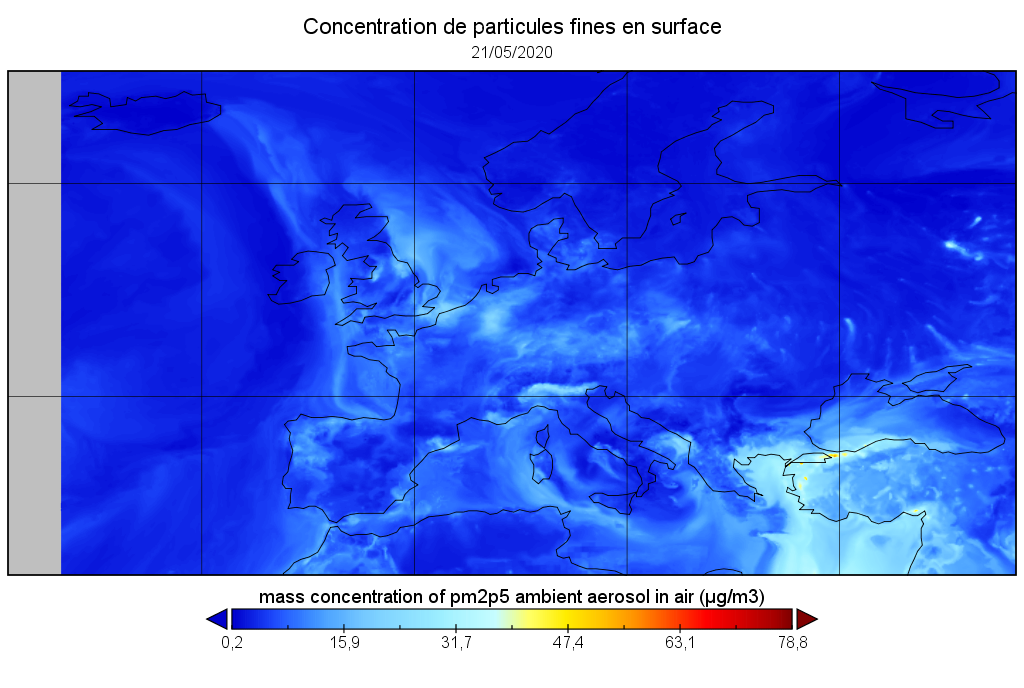 Concentration de particules fines en surface
21/05/2020
mass concentration of pm2p5 ambient aerosol in air (µg/m3)
0,2 15,9 31,7 47,4 63,1 78,8